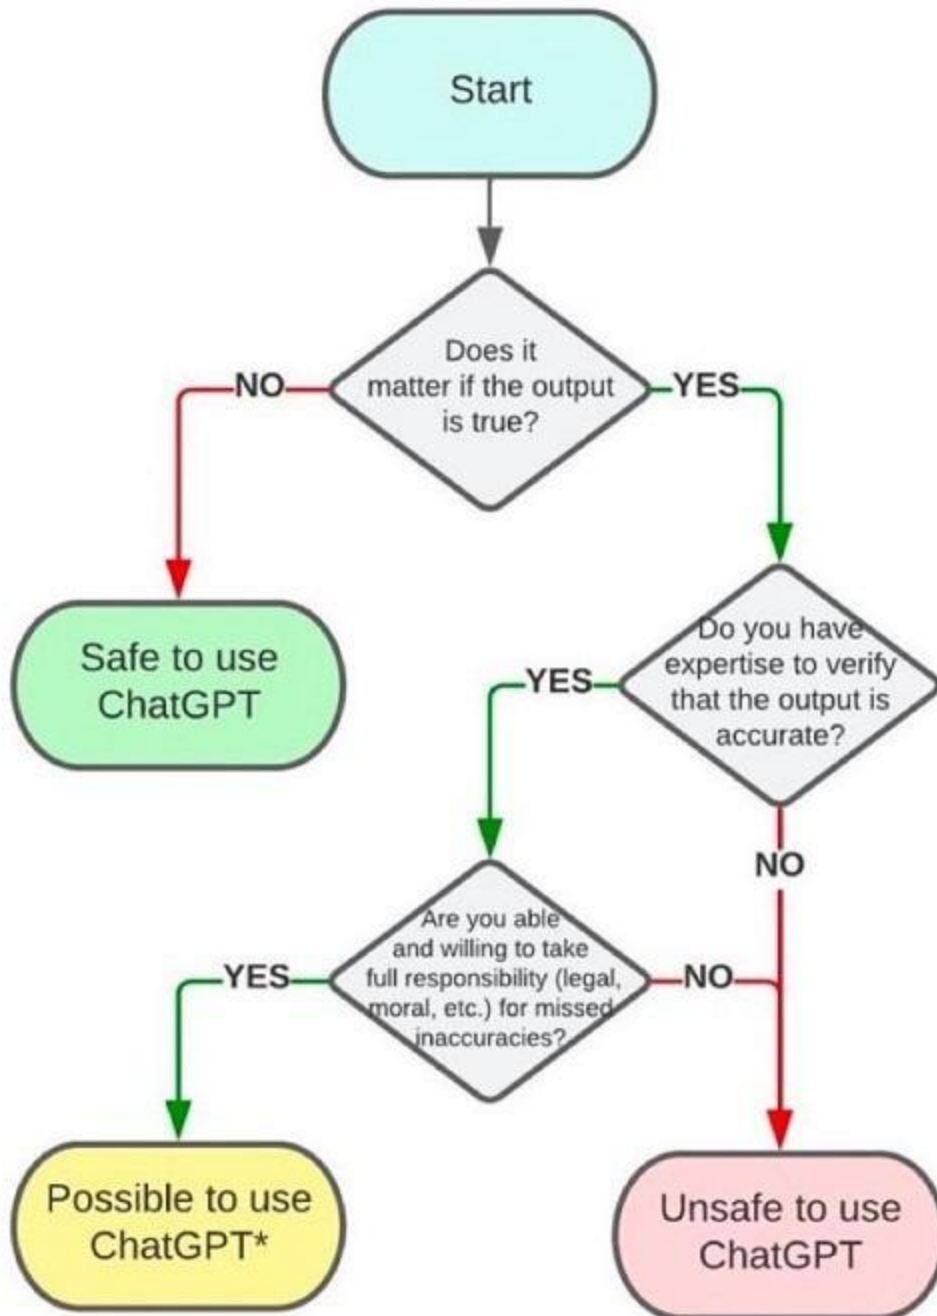 Start
Does it
matter if the output
is true?
NO
YES
Safe to use
ChatGPT
Do you have
expertise to verify
that the output is
accurate?
YES
NO
Are you able
and willing to take
full responsibility (legal,
moral, etc.) for missed
inaccuracies?
YES
NO
Possible to use
ChatGPT*
Unsafe to use
ChatGPT